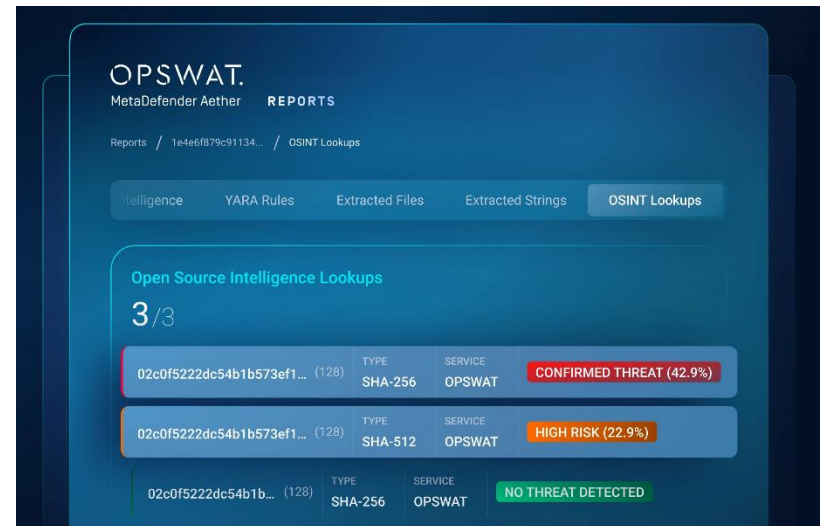 OPSWAT.
MetaDefender Aether REPORTS
Reports / 1e4e6f879c91134... / OSINT Lookups
YARA Rules Extracted Files Extracted Strings OSINT Lookups
Open Source Intelligence Lookups
3/3
02c0f5222dc54b1b573ef1... (128) TYPE SERVICE CONFIRMED THREAT (42.9%)
SHA-256 OPSWAT
02c0f5222dc54b1b573ef1... (128) TYPE SERVICE HIGH RISK (22.9%)
SHA-512 OPSWAT
02c0f5222dc54b1b... (128) TYPE SERVICE NO THREAT DETECTED
SHA-256 OPSWAT